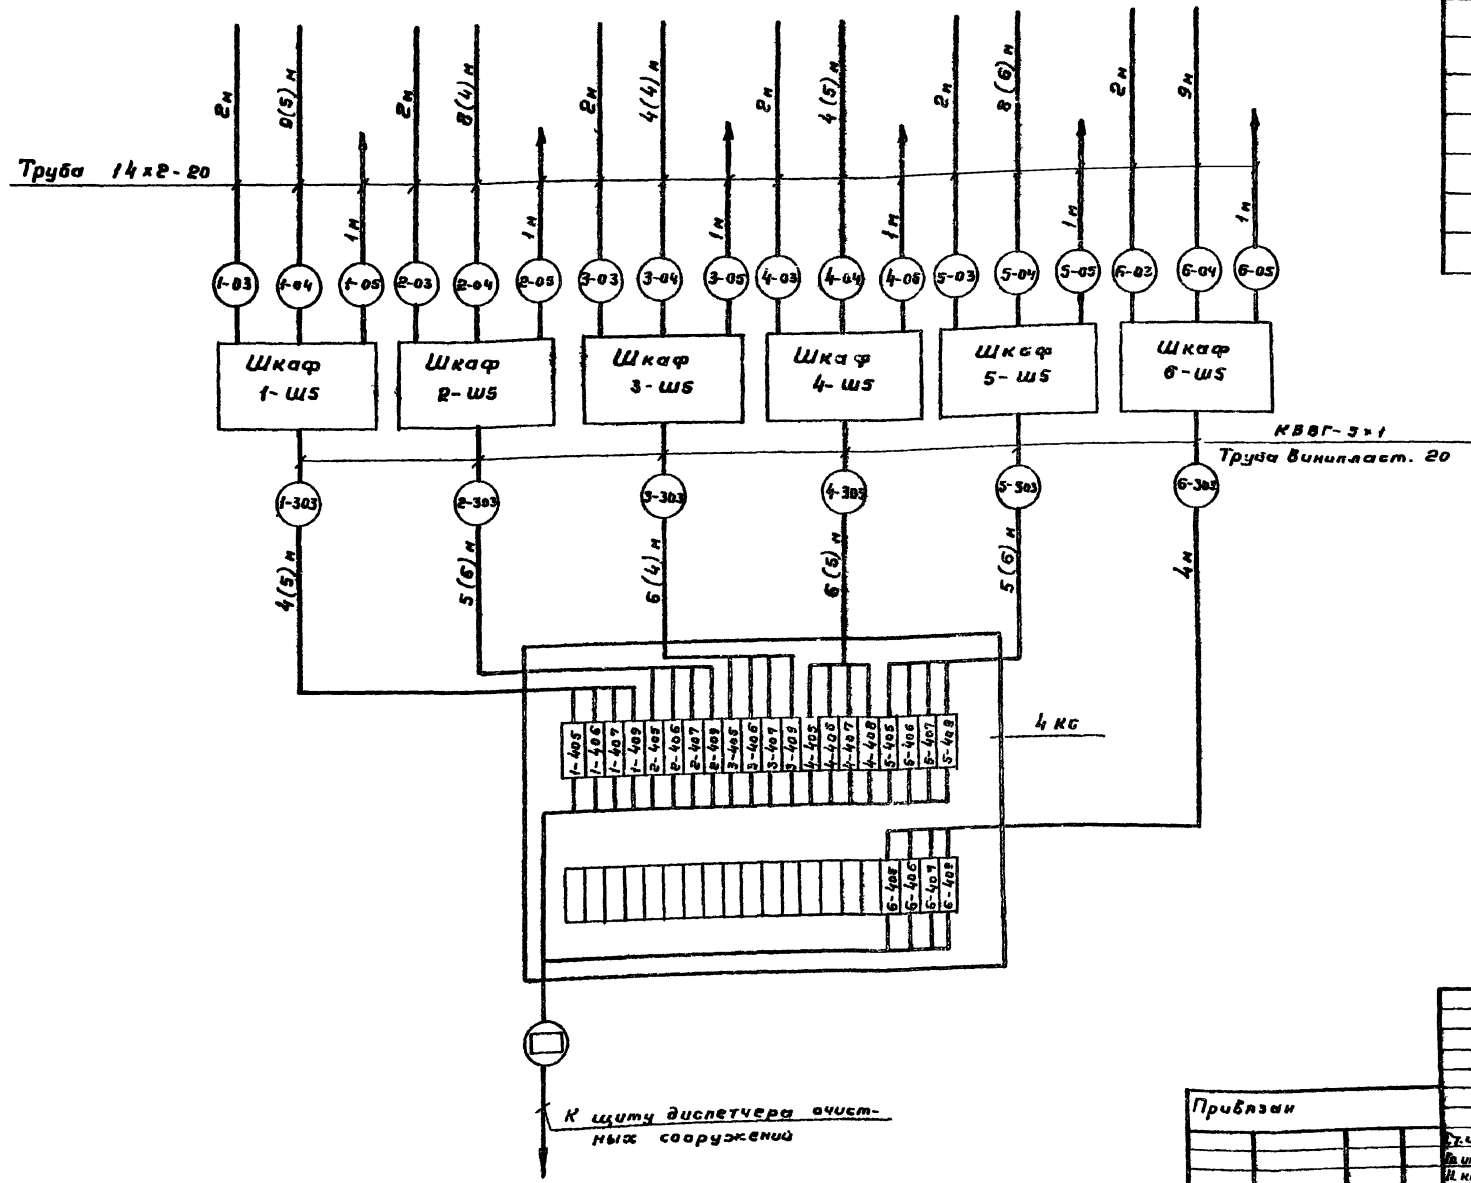 2м 9(5)м 2м 8(4)м 2м 4(4)м 2м 4(5)м 2м 8(6)м 2м 9м
Труба 14×2-20
1м 1м 1м 1м 1м 1м
1-03 1-04 1-05 2-03 2-04 2-05 3-03 3-04 3-05 4-03 4-04 4-05 5-03 5-04 5-05 6-03 6-04 6-05
Шкаф 1-Ш5
Шкаф 2-Ш5
Шкаф 3-Ш5
Шкаф 4-Ш5
Шкаф 5-Ш5
Шкаф 6-Ш5
КВВГ-5×1
Труба Винипласт. 20
1-303 2-303 3-303 4-303 5-303 6-303
4(5)м 5(6)м 6(4)м 6(5)м 5(6)м 4м
1-405 1-406 1-407 1-409 2-405 2-406 2-407 2-409 3-405 3-406 3-407 3-409 4-405 4-406 4-407 4-408 5-405 5-406 5-407 5-409
4 КС
6-405 6-406 6-407 6-409
К щиту диспетчера очист-
ных сооружений
Привязан